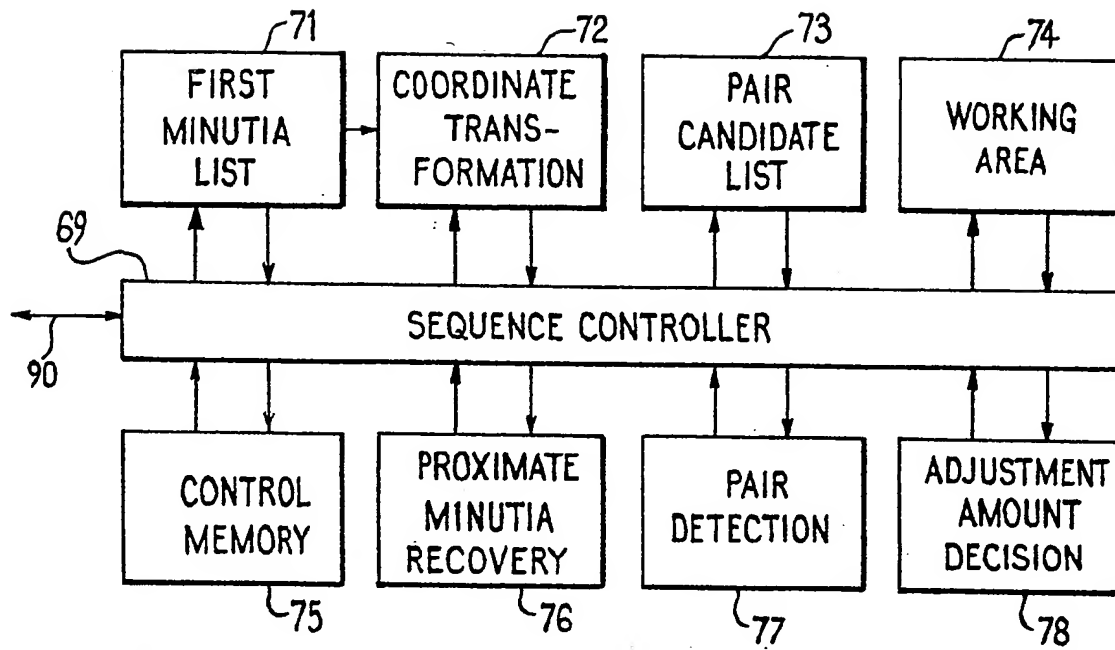 71
72
73
74
FIRST
MINUTIA
LIST
COORDINATE
TRANS-
FORMATION
PAIR
CANDIDATE
LIST
WORKING
AREA
69
SEQUENCE CONTROLLER
90
CONTROL
MEMORY
PROXIMATE
MINUTIA
RECOVERY
PAIR
DETECTION
ADJUSTMENT
AMOUNT
DECISION
75
76
77
78